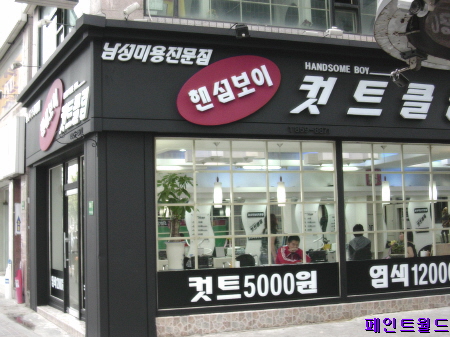 남성미용전문점
핸섬보이
HANDSOME BOY
컷트클
컷트5000원
염색12000
페인트월드